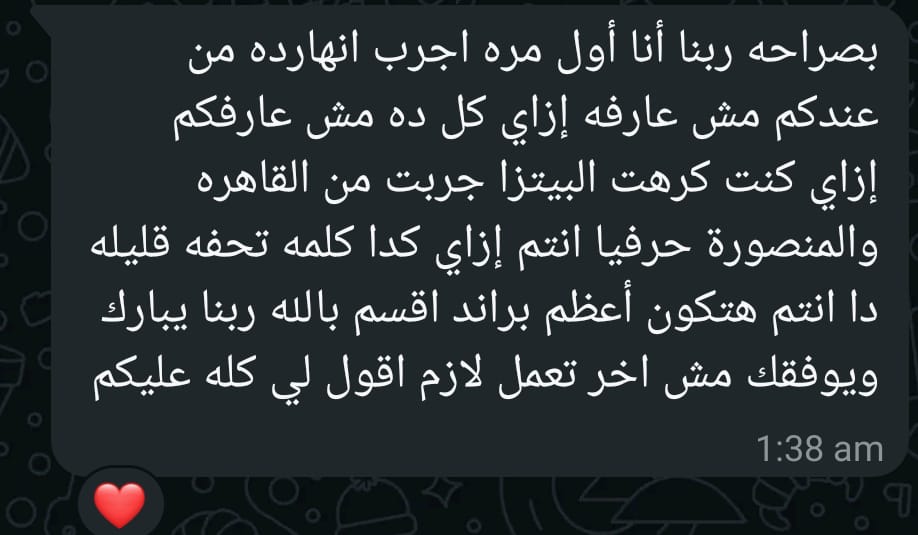 بصراحه ربنا أنا أول مره اجرب انهارده من
عندكم مش عارفه إزاي كل ده مش عارفكم
إزاي كنت كرهت البيتزا جربت من القاهره
والمنصورة حرفيا انتم إزاي كدا كلمه تحفه قليله
دا انتم هتكون أعظم براند اقسم بالله ربنا يبارك
ويوفقك مش اخر تعمل لازم اقول لي كله عليكم
1:38 am